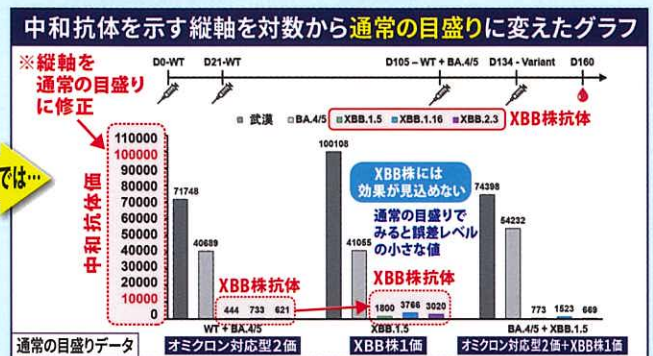 中和抗体を示す縦軸を対数から通常の目盛りに変えたグラフ
※縦軸を
通常の目盛り
に修正
D0-WT
D21-WT
D105 – WT + BA.4/5
D134 - Variant
D160
武漢
BA.4/5
XBB.1.5
XBB.1.16
XBB.2.3
XBB株抗体
では…
中和抗体価
110000
100000
90000
80000
70000
60000
50000
40000
30000
20000
10000
0
71748
40689
444
733
621
XBB株抗体
100108
41055
1800
3766
3020
XBB株には
効果が見込めない
通常の目盛りで
みると誤差レベル
の小さな値
XBB株抗体
74398
54232
773
1523
669
WT + BA.4/5
XBB.1.5
BA.4/5 + XBB.1.5
通常の目盛りデータ
オミクロン対応型2価
XBB株1価
オミクロン対応型2価+XBB株1価